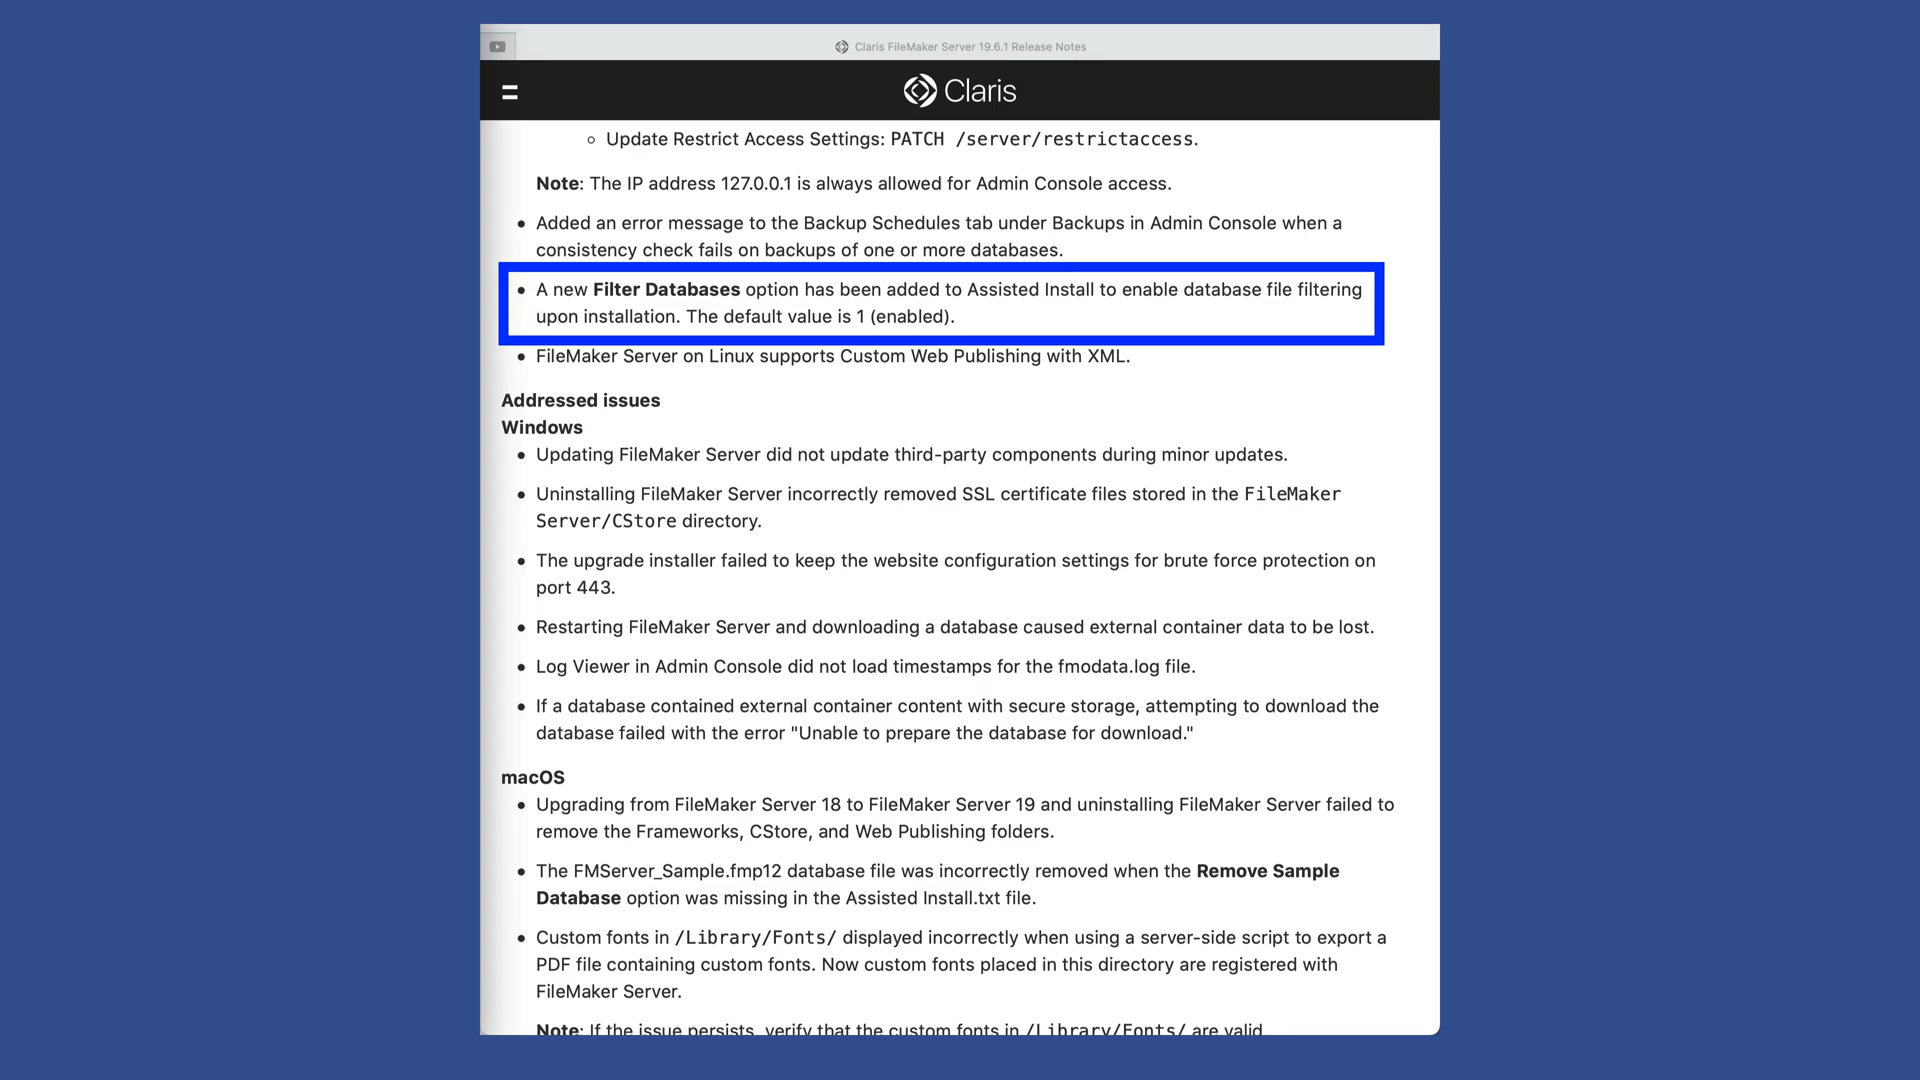 Claris FileMaker Server 19.6.1 Release Notes
Claris
Update Restrict Access Settings: PATCH /server/restrictaccess.
Note: The IP address 127.0.0.1 is always allowed for Admin Console access.
Added an error message to the Backup Schedules tab under Backups in Admin Console when a
consistency check fails on backups of one or more databases.
A new Filter Databases option has been added to Assisted Install to enable database file filtering
upon installation. The default value is 1 (enabled).
FileMaker Server on Linux supports Custom Web Publishing with XML.
Addressed issues
Windows
Updating FileMaker Server did not update third-party components during minor updates.
Uninstalling FileMaker Server incorrectly removed SSL certificate files stored in the FileMaker
Server/CStore directory.
The upgrade installer failed to keep the website configuration settings for brute force protection on
port 443.
Restarting FileMaker Server and downloading a database caused external container data to be lost.
Log Viewer in Admin Console did not load timestamps for the fmodata.log file.
If a database contained external container content with secure storage, attempting to download the
database failed with the error "Unable to prepare the database for download."
macOS
Upgrading from FileMaker Server 18 to FileMaker Server 19 and uninstalling FileMaker Server failed to
remove the Frameworks, CStore, and Web Publishing folders.
The FMServer_Sample.fmp12 database file was incorrectly removed when the Remove Sample
Database option was missing in the Assisted Install.txt file.
Custom fonts in /Library/Fonts/ displayed incorrectly when using a server-side script to export a
PDF file containing custom fonts. Now custom fonts placed in this directory are registered with
FileMaker Server.
Note: If the issue persists, verify that the custom fonts in /Library/Fonts/ are valid